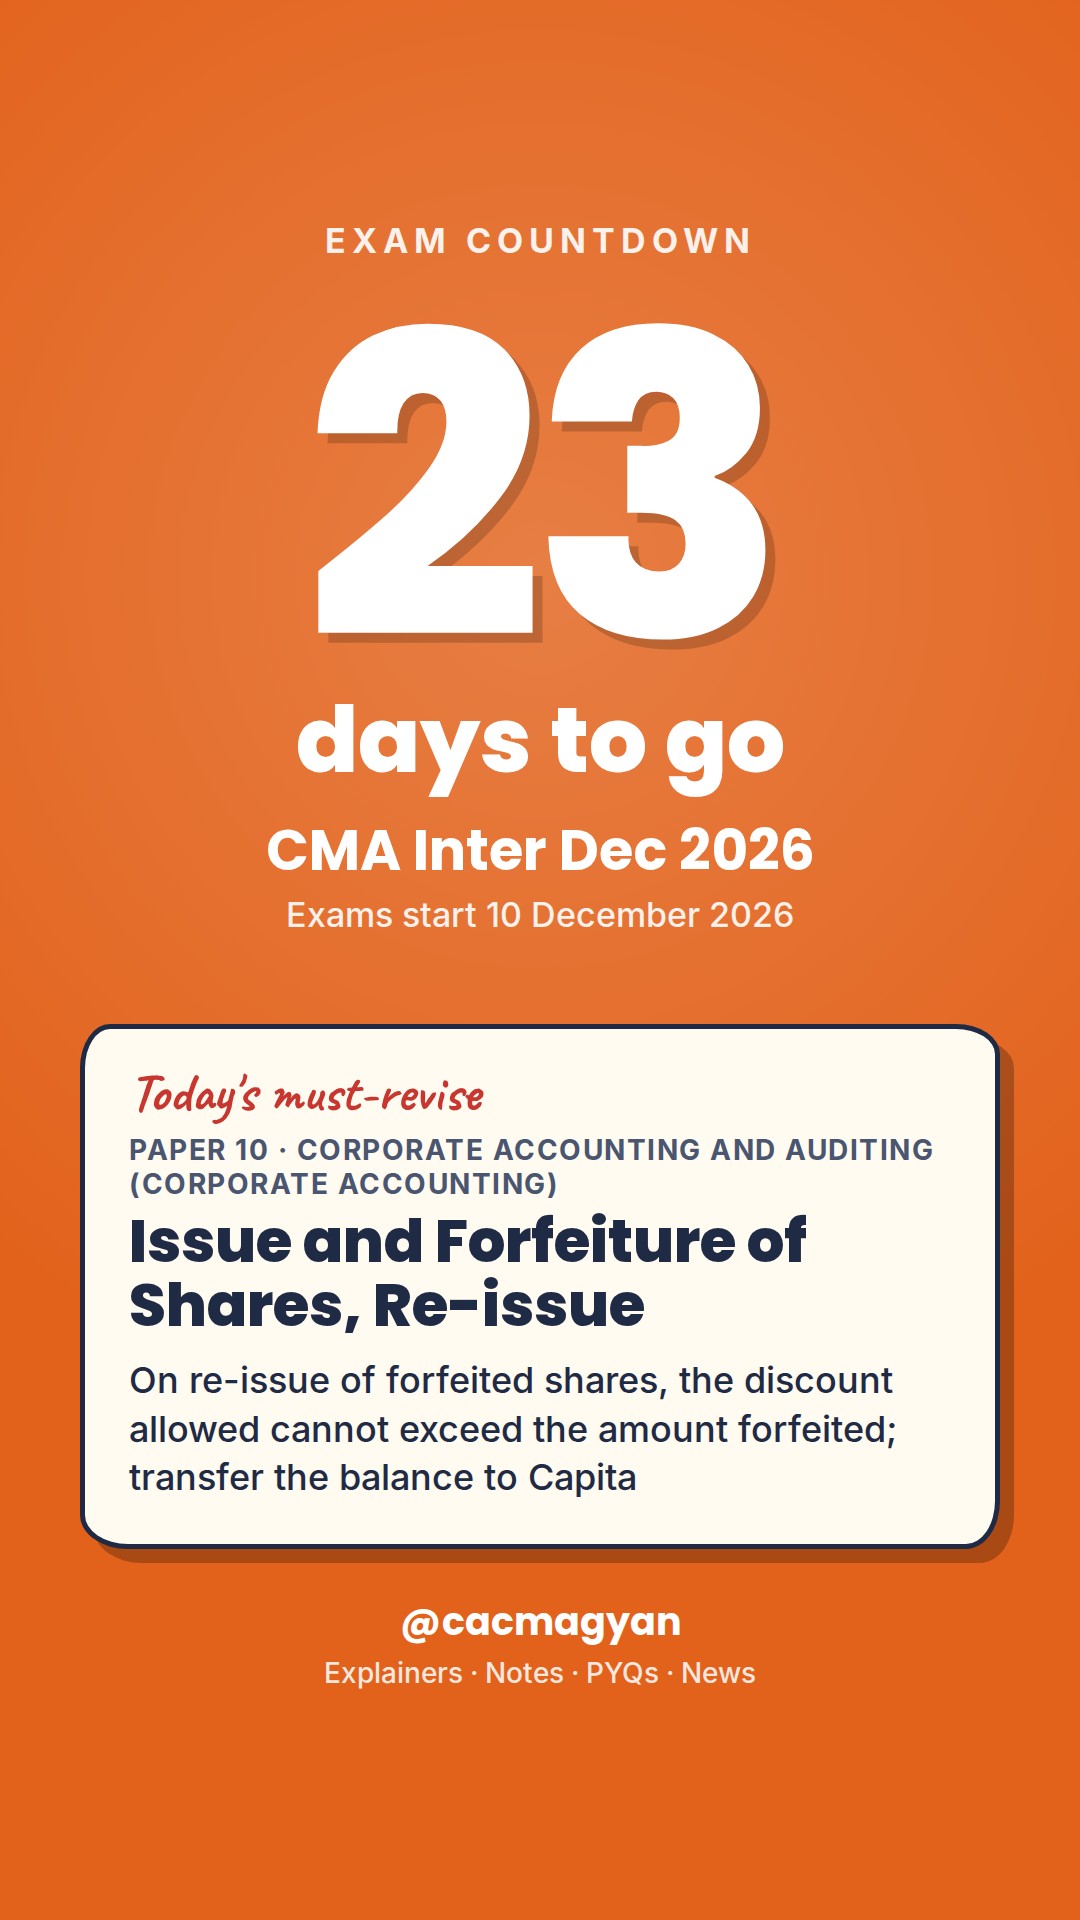 EXAM COUNTDOWN
23
days to go
CMA Inter Dec 2026
Exams start 10 December 2026
Today's must-revise
PAPER 10 · CORPORATE ACCOUNTING AND AUDITING
(CORPORATE ACCOUNTING)
Issue and Forfeiture of
Shares, Re-issue
On re-issue of forfeited shares, the discount
allowed cannot exceed the amount forfeited;
transfer the balance to Capita
@cacmagyan
Explainers · Notes · PYQs · News